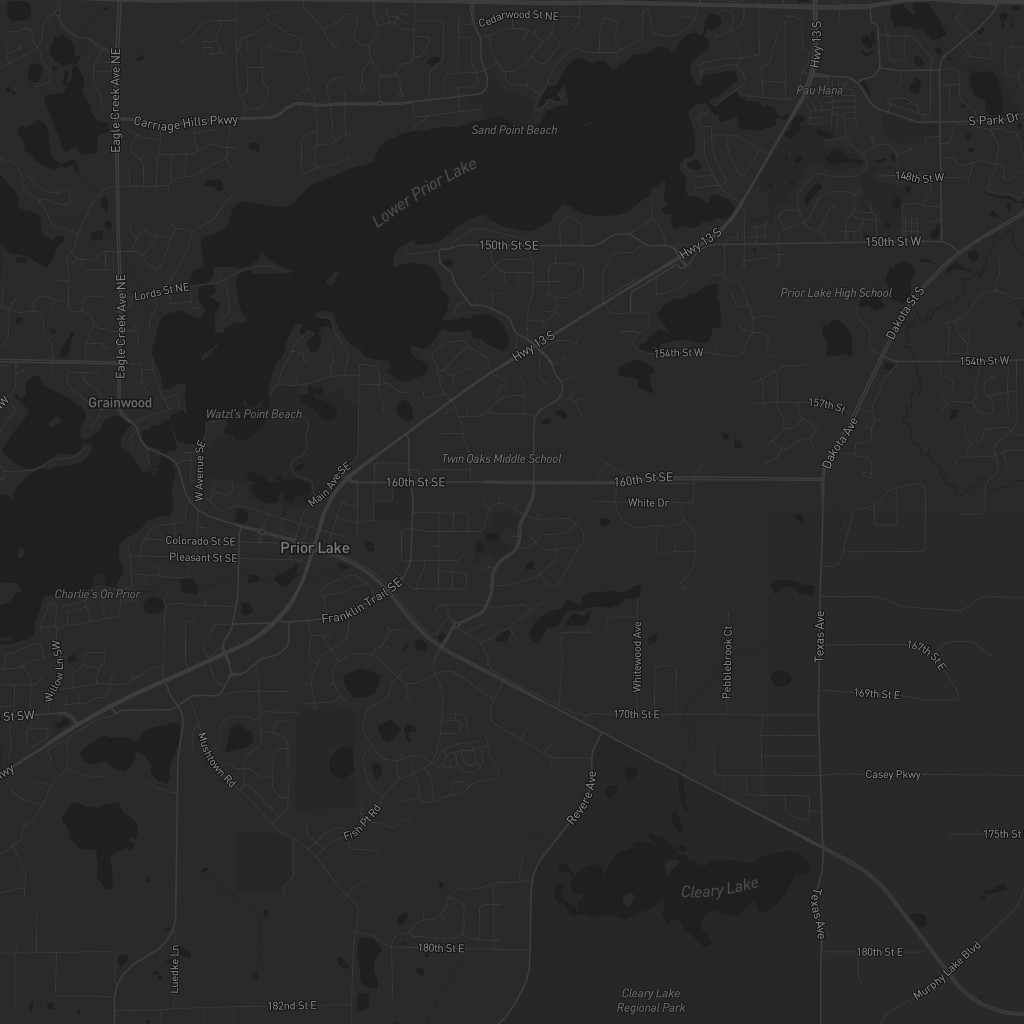 Cedarwood St NE
Hwy 13 S
Eagle Creek Ave NE
Pau Hana
Carriage Hills Pkwy
Sand Point Beach
S Park Dr
Lower Prior Lake
148th St W
150th St SE
Hwy 13 S
150th St W
Lords St NE
Prior Lake High School
Eagle Creek Ave NE
Dakota St S
Hwy 13 S
154th St W
154th St W
Grainwood
W
Watzl's Point Beach
157th St
Dakota Ave
W Avenue SE
Twin Oaks Middle School
Main Ave SE
160th St SE
160th St SE
White Dr
Colorado St SE
Prior Lake
Pleasant St SE
Charlie's On Prior
Franklin Trail SE
Whitewood Ave
Pebblebrook Ct
Texas Ave
Willow Ln SW
167th St E
169th St E
St SW
170th St E
Mushtown Rd
wy
Casey Pkwy
Revere Ave
Fish Pt Rd
175th St
Cleary Lake
Texas Ave
180th St E
180th St E
Luedke Ln
Murphy Lake Blvd
Cleary Lake
Regional Park
182nd St E